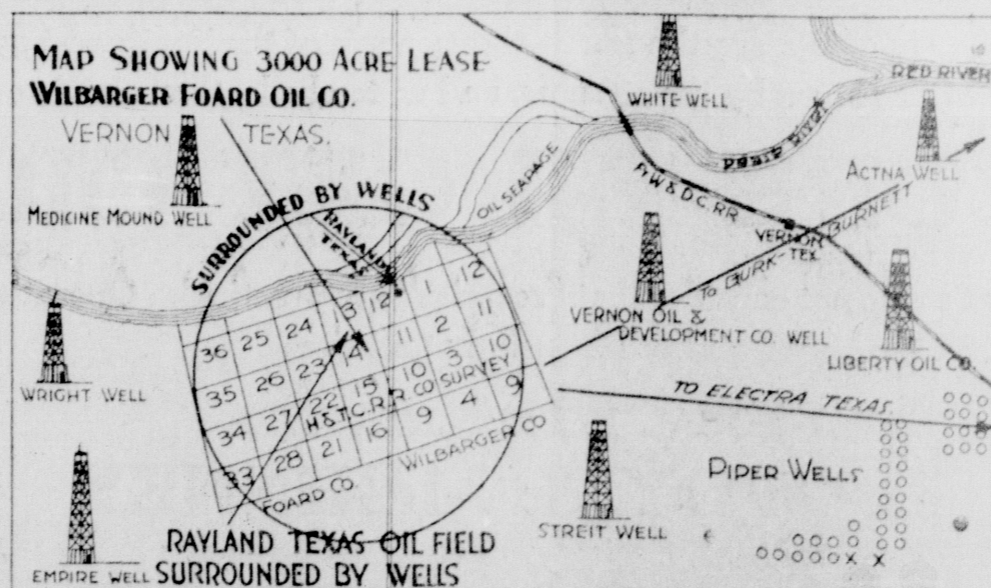 MAP SHOWING 3000 ACRE LEASE
WILBARGER FOARD OIL CO.
VERNON TEXAS.
WHITE WELL
RED RIVER
PEASE RIVER
ACTNA WELL
MEDICINE MOUND WELL
SURROUNDED BY WELLS
RAYLAND
TEXAS
OIL SEAPAGE
FT. W & D.C. RR.
VERNON
TEX.
TO BURK-BURNETT
VERNON OIL &
DEVELOPMENT CO. WELL
LIBERTY OIL CO.
WRIGHT WELL
36 25 24 13 12 1 12
35 26 23 14 11 2 11
34 27 22 15 10 3 10
H & T.C. R.R. CO SURVEY
33 28 21 16 9 4 9
FOARD CO.
WILBARGER CO
TO ELECTRA TEXAS.
PIPER WELLS
STREIT WELL
EMPIRE WELL
RAYLAND TEXAS OIL FIELD
SURROUNDED BY WELLS